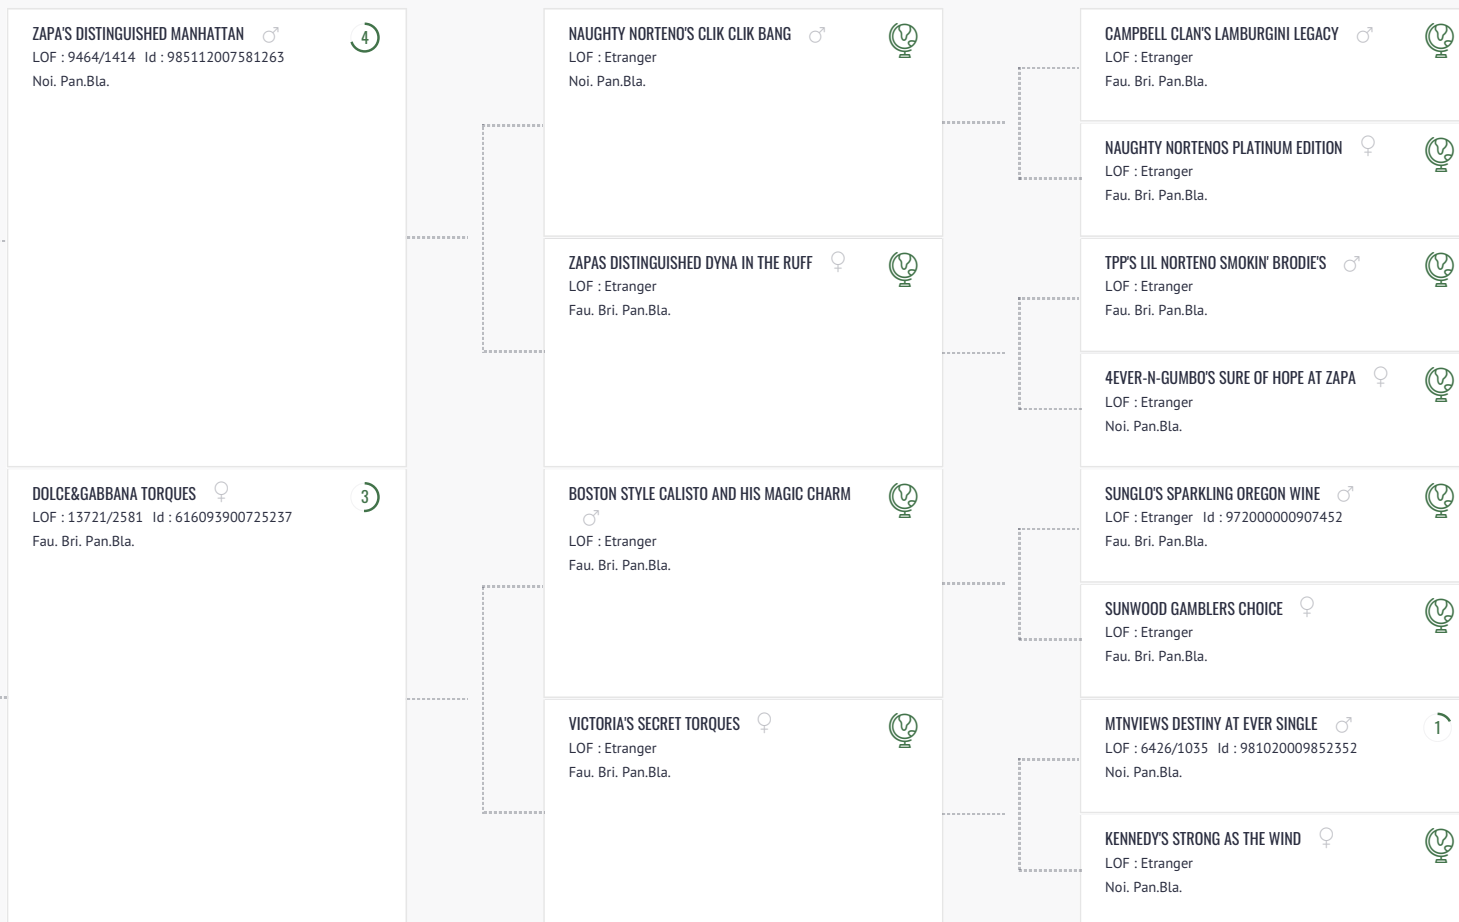 ZAPA'S DISTINGUISHED MANHATTAN
4
LOF : 9464/1414 Id : 985112007581263
Noi. Pan.Bla.
DOLCE&GABBANA TORQUES
3
LOF : 13721/2581 Id : 616093900725237
Fau. Bri. Pan.Bla.
NAUGHTY NORTENO'S CLIK CLIK BANG
LOF : Etranger
Noi. Pan.Bla.
ZAPAS DISTINGUISHED DYNA IN THE RUFF
LOF : Etranger
Fau. Bri. Pan.Bla.
BOSTON STYLE CALISTO AND HIS MAGIC CHARM
LOF : Etranger
Fau. Bri. Pan.Bla.
VICTORIA'S SECRET TORQUES
LOF : Etranger
Fau. Bri. Pan.Bla.
CAMPBELL CLAN'S LAMBURGINI LEGACY
LOF : Etranger
Fau. Bri. Pan.Bla.
NAUGHTY NORTENOS PLATINUM EDITION
LOF : Etranger
Fau. Bri. Pan.Bla.
TPP'S LIL NORTENO SMOKIN' BRODIE'S
LOF : Etranger
Fau. Bri. Pan.Bla.
4EVER-N-GUMBO'S SURE OF HOPE AT ZAPA
LOF : Etranger
Noi. Pan.Bla.
SUNGLO'S SPARKLING OREGON WINE
LOF : Etranger Id : 972000000907452
Fau. Bri. Pan.Bla.
SUNWOOD GAMBLERS CHOICE
LOF : Etranger
Fau. Bri. Pan.Bla.
MTNVIEWS DESTINY AT EVER SINGLE
1
LOF : 6426/1035 Id : 981020009852352
Noi. Pan.Bla.
KENNEDY'S STRONG AS THE WIND
LOF : Etranger
Noi. Pan.Bla.